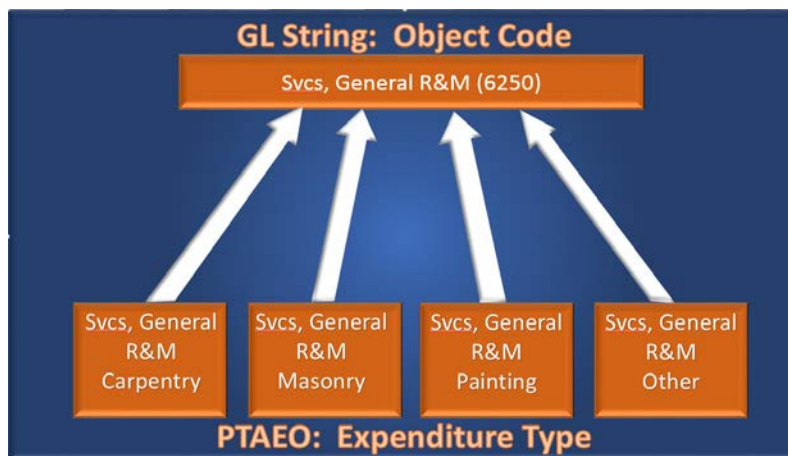 GL String: Object Code
Svcs, General R&M (6250)
Svcs, General
R&M
Carpentry
Svcs, General
R&M
Masonry
Svcs, General
R&M
Painting
Svcs, General
R&M
Other
PTAEO: Expenditure Type